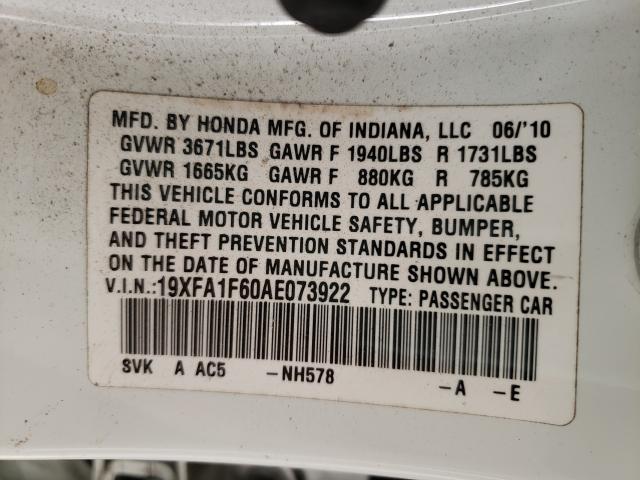 MFD. BY HONDA MFG. OF INDIANA, LLC 06/'10
GVWR 3671LBS GAWR F 1940LBS R 1731LBS
GVWR 1665KG GAWR F 880KG R 785KG
THIS VEHICLE CONFORMS TO ALL APPLICABLE
FEDERAL MOTOR VEHICLE SAFETY, BUMPER,
AND THEFT PREVENTION STANDARDS IN EFFECT
ON THE DATE OF MANUFACTURE SHOWN ABOVE.
V.I.N.:19XFA1F60AE073922 TYPE: PASSENGER CAR
SVK A AC5 -NH578 -A -E